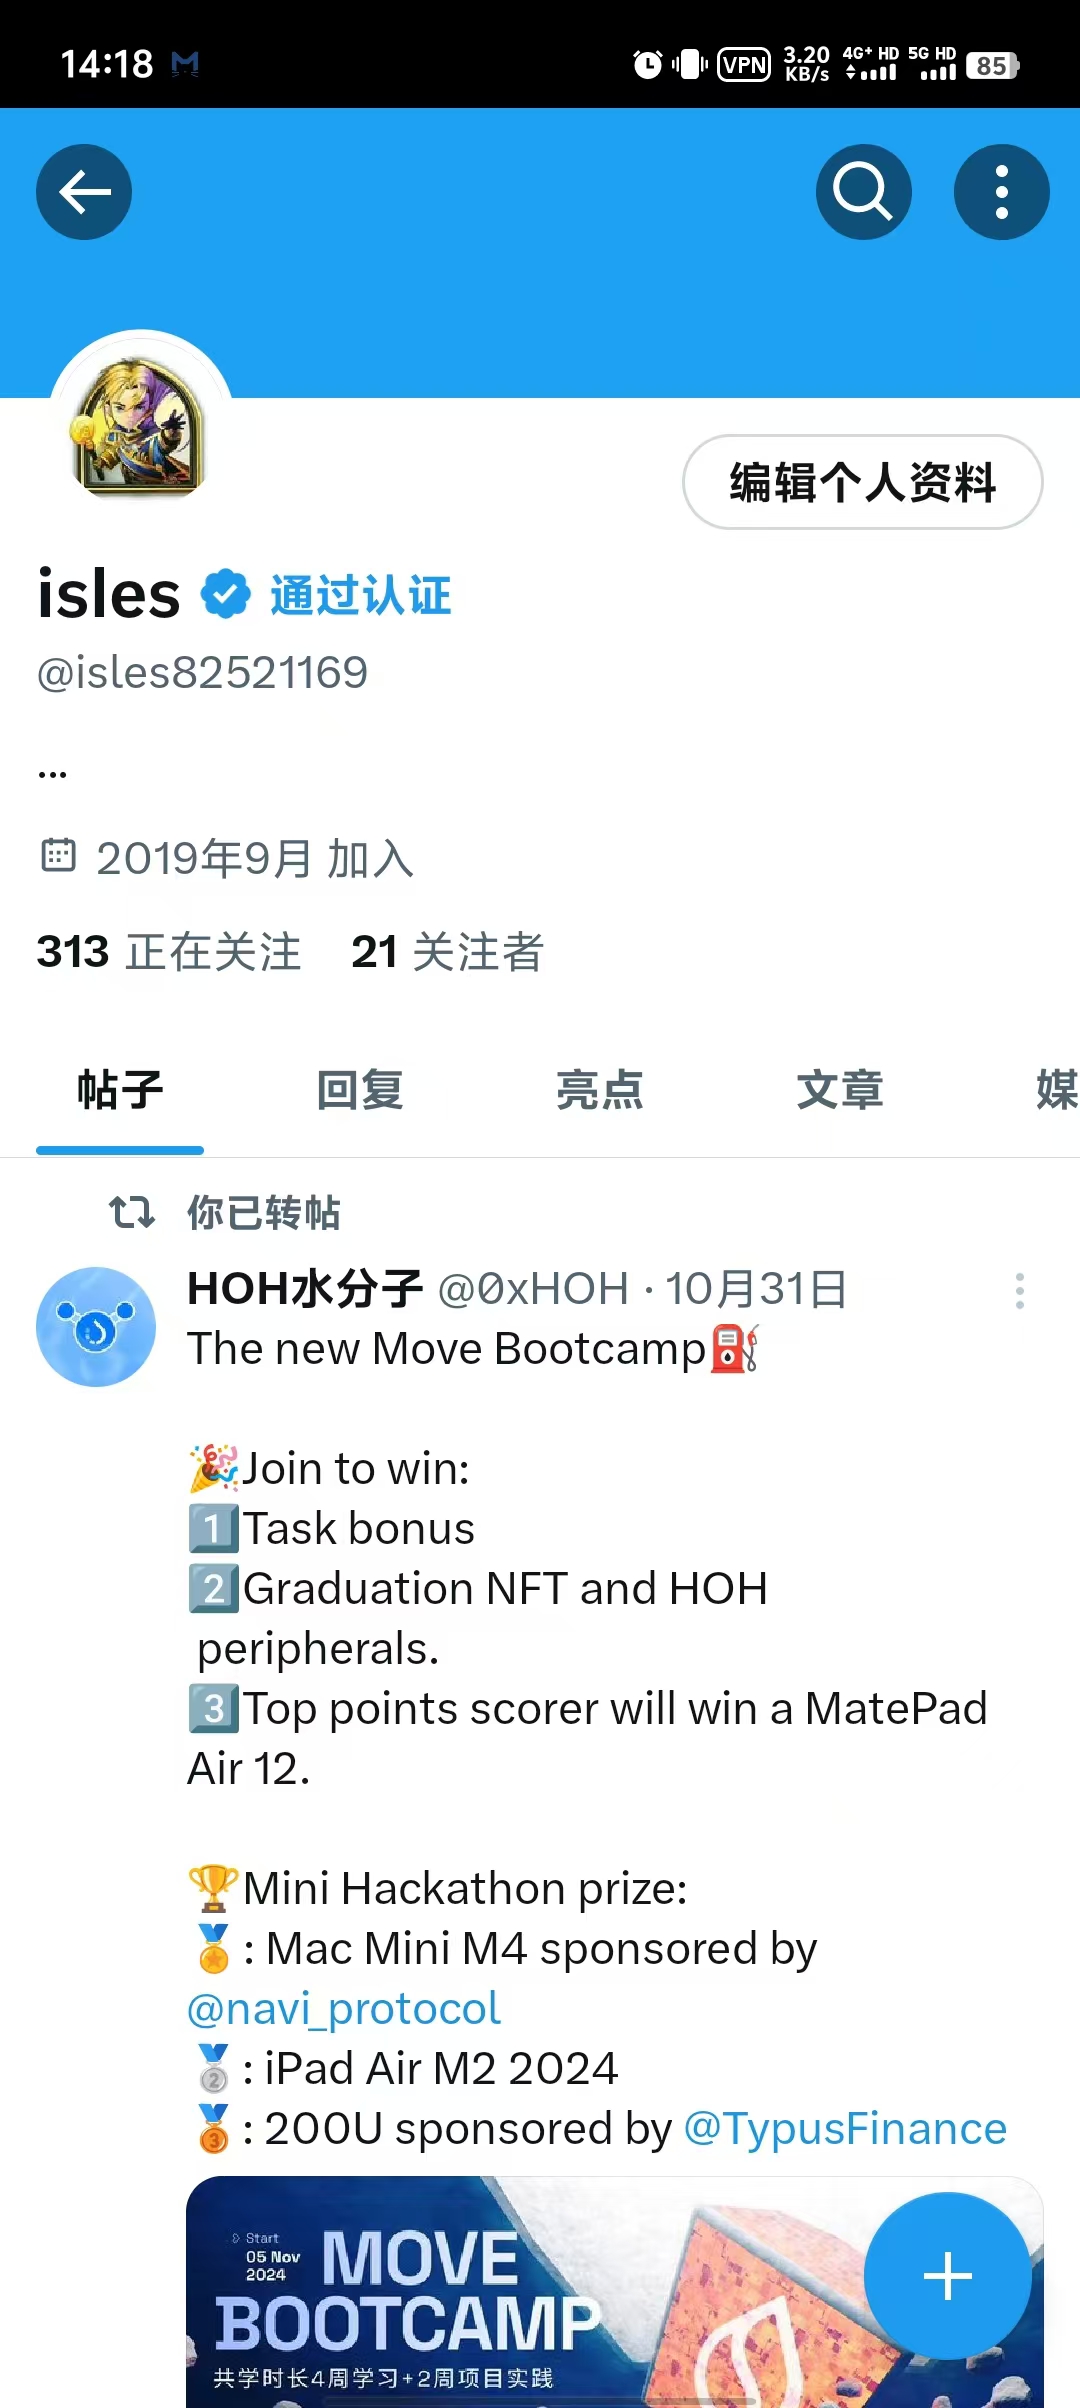 14:18
VPN 3.20 KB/s 4G+ HD 5G HD 85
编辑个人资料
isles 通过认证
@isles82521169
...
2019年9月 加入
313 正在关注 21 关注者
帖子 回复 亮点 文章 媒
你已转帖
HOH水分子 @0xHOH · 10月31日
The new Move Bootcamp⛽
🎉Join to win:
1️⃣Task bonus
2️⃣Graduation NFT and HOH
peripherals.
3️⃣Top points scorer will win a MatePad
Air 12.
🏆Mini Hackathon prize:
🥇: Mac Mini M4 sponsored by
@navi_protocol
🥈: iPad Air M2 2024
🥉: 200U sponsored by @TypusFinance
Start
05 Nov
2024
MOVE
BOOTCAMP
共学时长4周学习+2周项目实践